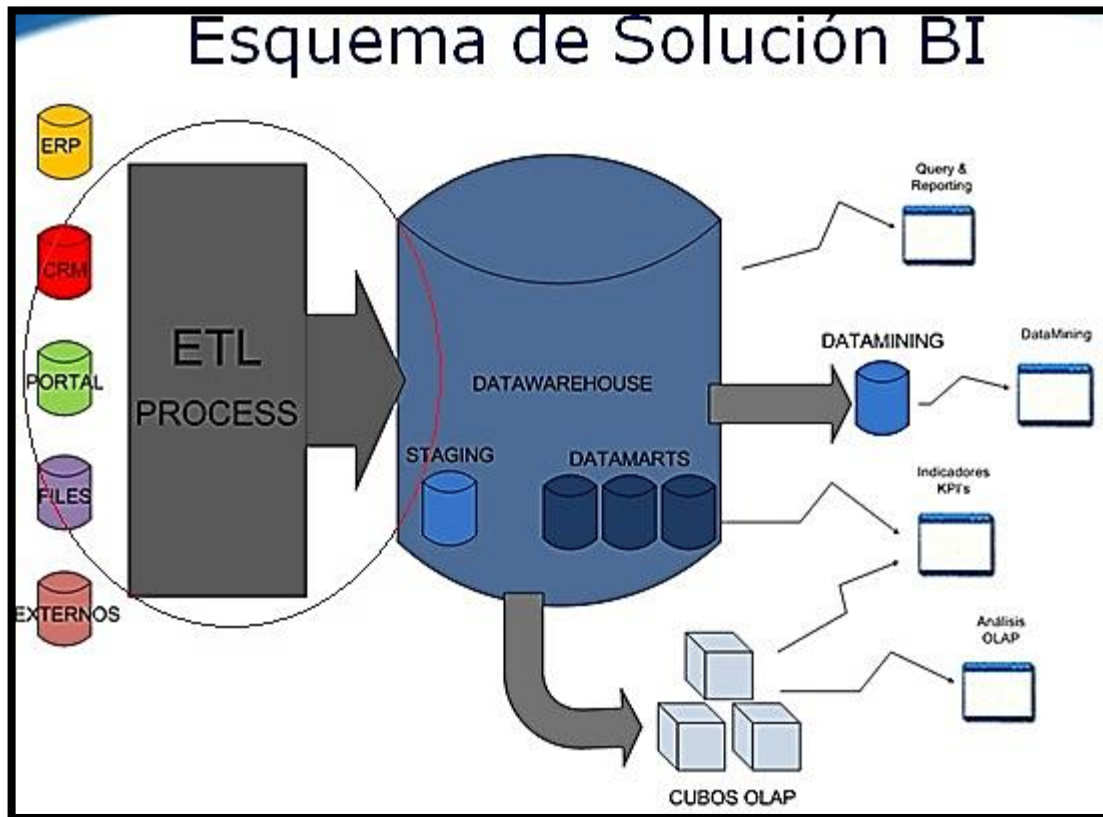 Esquema de Solución BI
ERP
CRM
PORTAL
FILES
EXTERNOS
ETL
PROCESS
DATAWAREHOUSE
STAGING
DATAMARTS
Query &
Reporting
DATAMINING
DataMining
Indicadores
KPI's
Análisis
OLAP
CUBOS OLAP